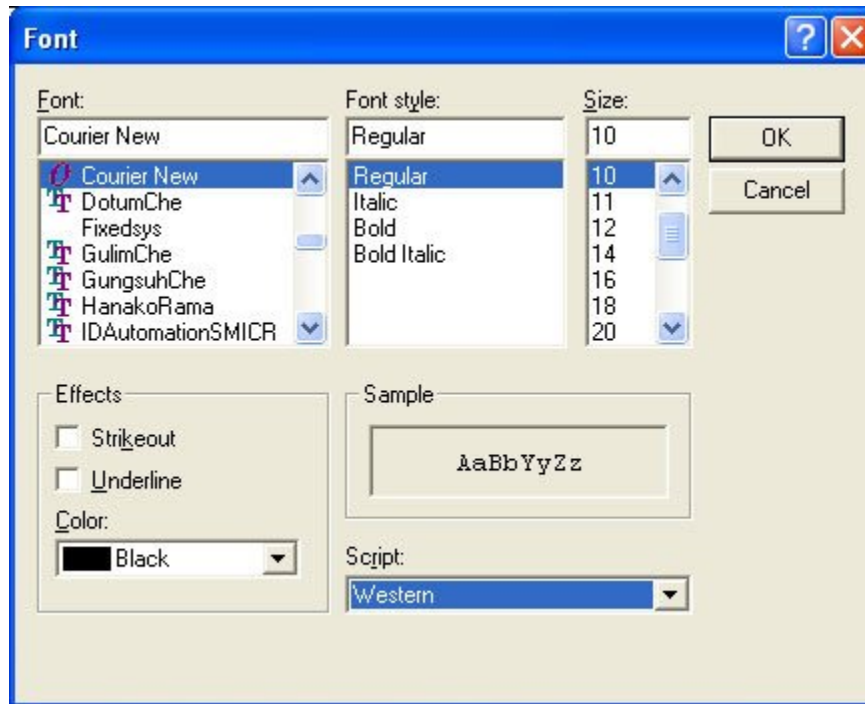 Font
Font:
Courier New
Courier New
DotumChe
Fixedsys
GulimChe
GungsuhChe
HanakoRama
IDAutomationSMICR
Font style:
Regular
Regular
Italic
Bold
Bold Italic
Size:
10
10
11
12
14
16
18
20
OK
Cancel
Effects
Strikeout
Underline
Color:
Black
Sample
AaBbYyZz
Script:
Western